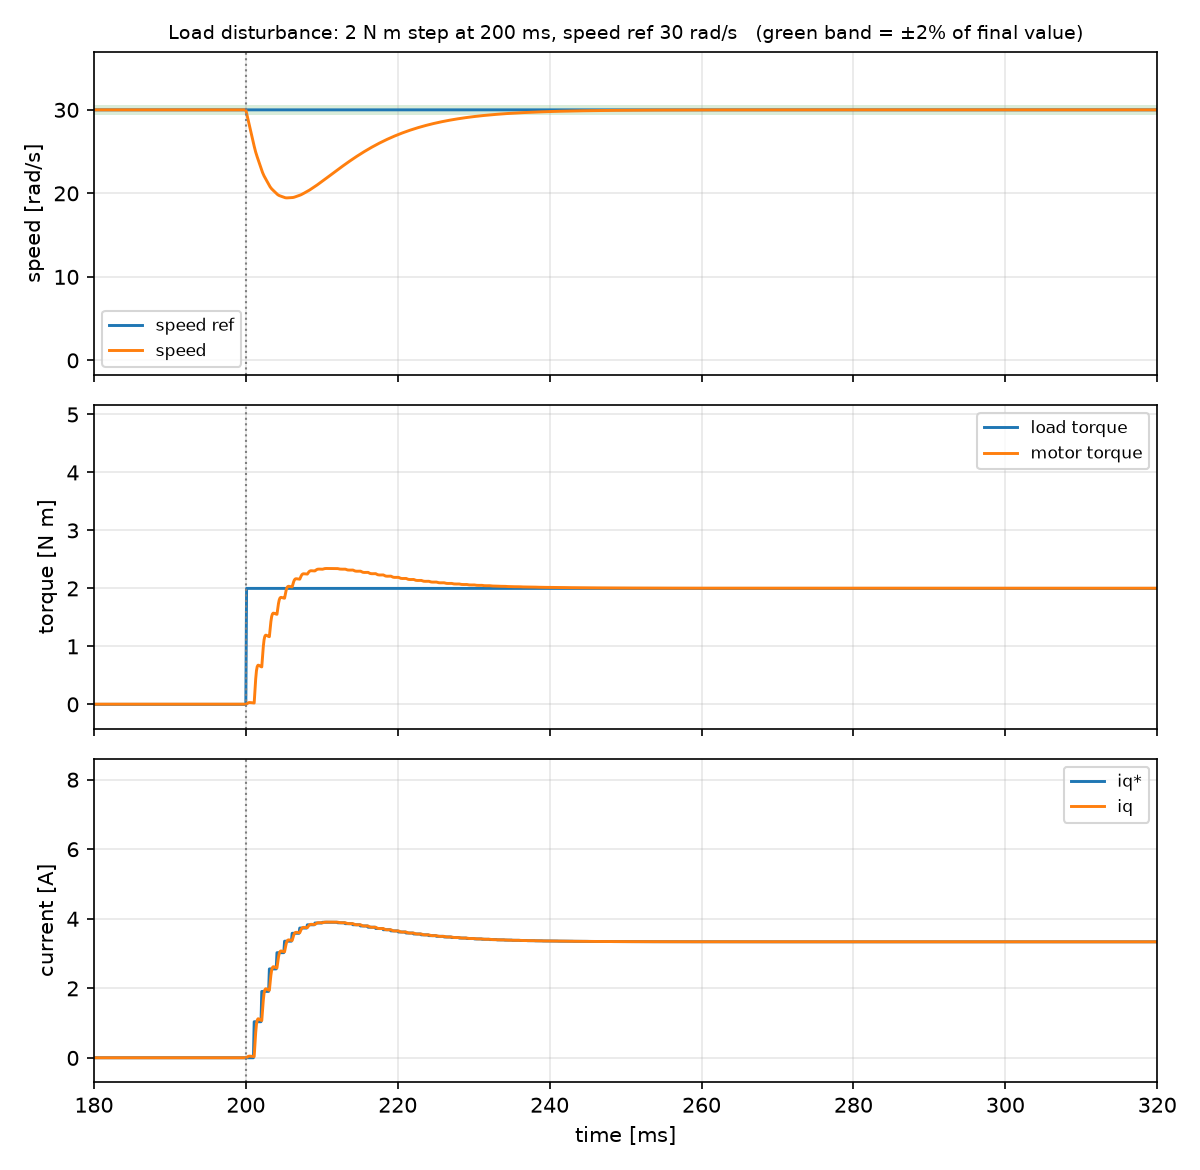 Load disturbance: 2 N m step at 200 ms, speed ref 30 rad/s   (green band = ±2% of final value)
speed [rad/s]
30
20
10
0
speed ref
speed
torque [N m]
5
4
3
2
1
0
load torque
motor torque
current [A]
8
6
4
2
0
iq*
iq
180 200 220 240 260 280 300 320
time [ms]